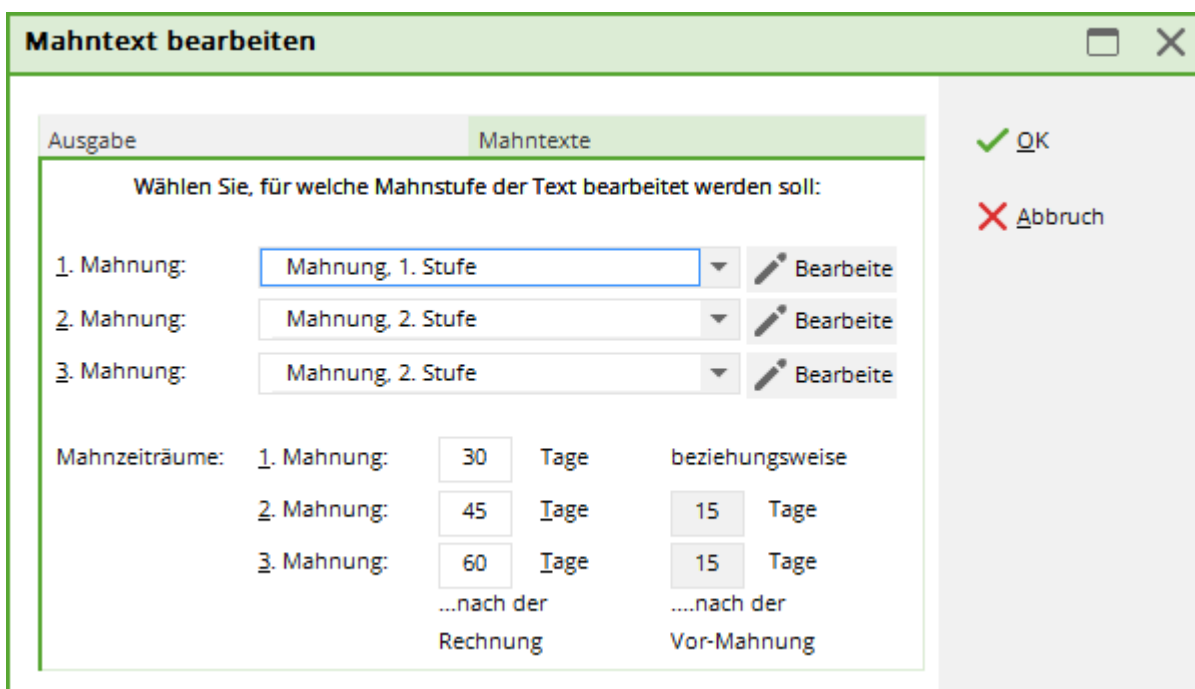 Mahntext bearbeiten
Ausgabe Mahntexte
Wählen Sie, für welche Mahnstufe der Text bearbeitet werden soll:
OK
Abbruch
1. Mahnung: Mahnung, 1. Stufe Bearbeite
2. Mahnung: Mahnung, 2. Stufe Bearbeite
3. Mahnung: Mahnung, 2. Stufe Bearbeite
Mahnzeiträume: 1. Mahnung: 30 Tage beziehungsweise
2. Mahnung: 45 Tage 15 Tage
3. Mahnung: 60 Tage 15 Tage
...nach der ....nach der
Rechnung Vor-Mahnung